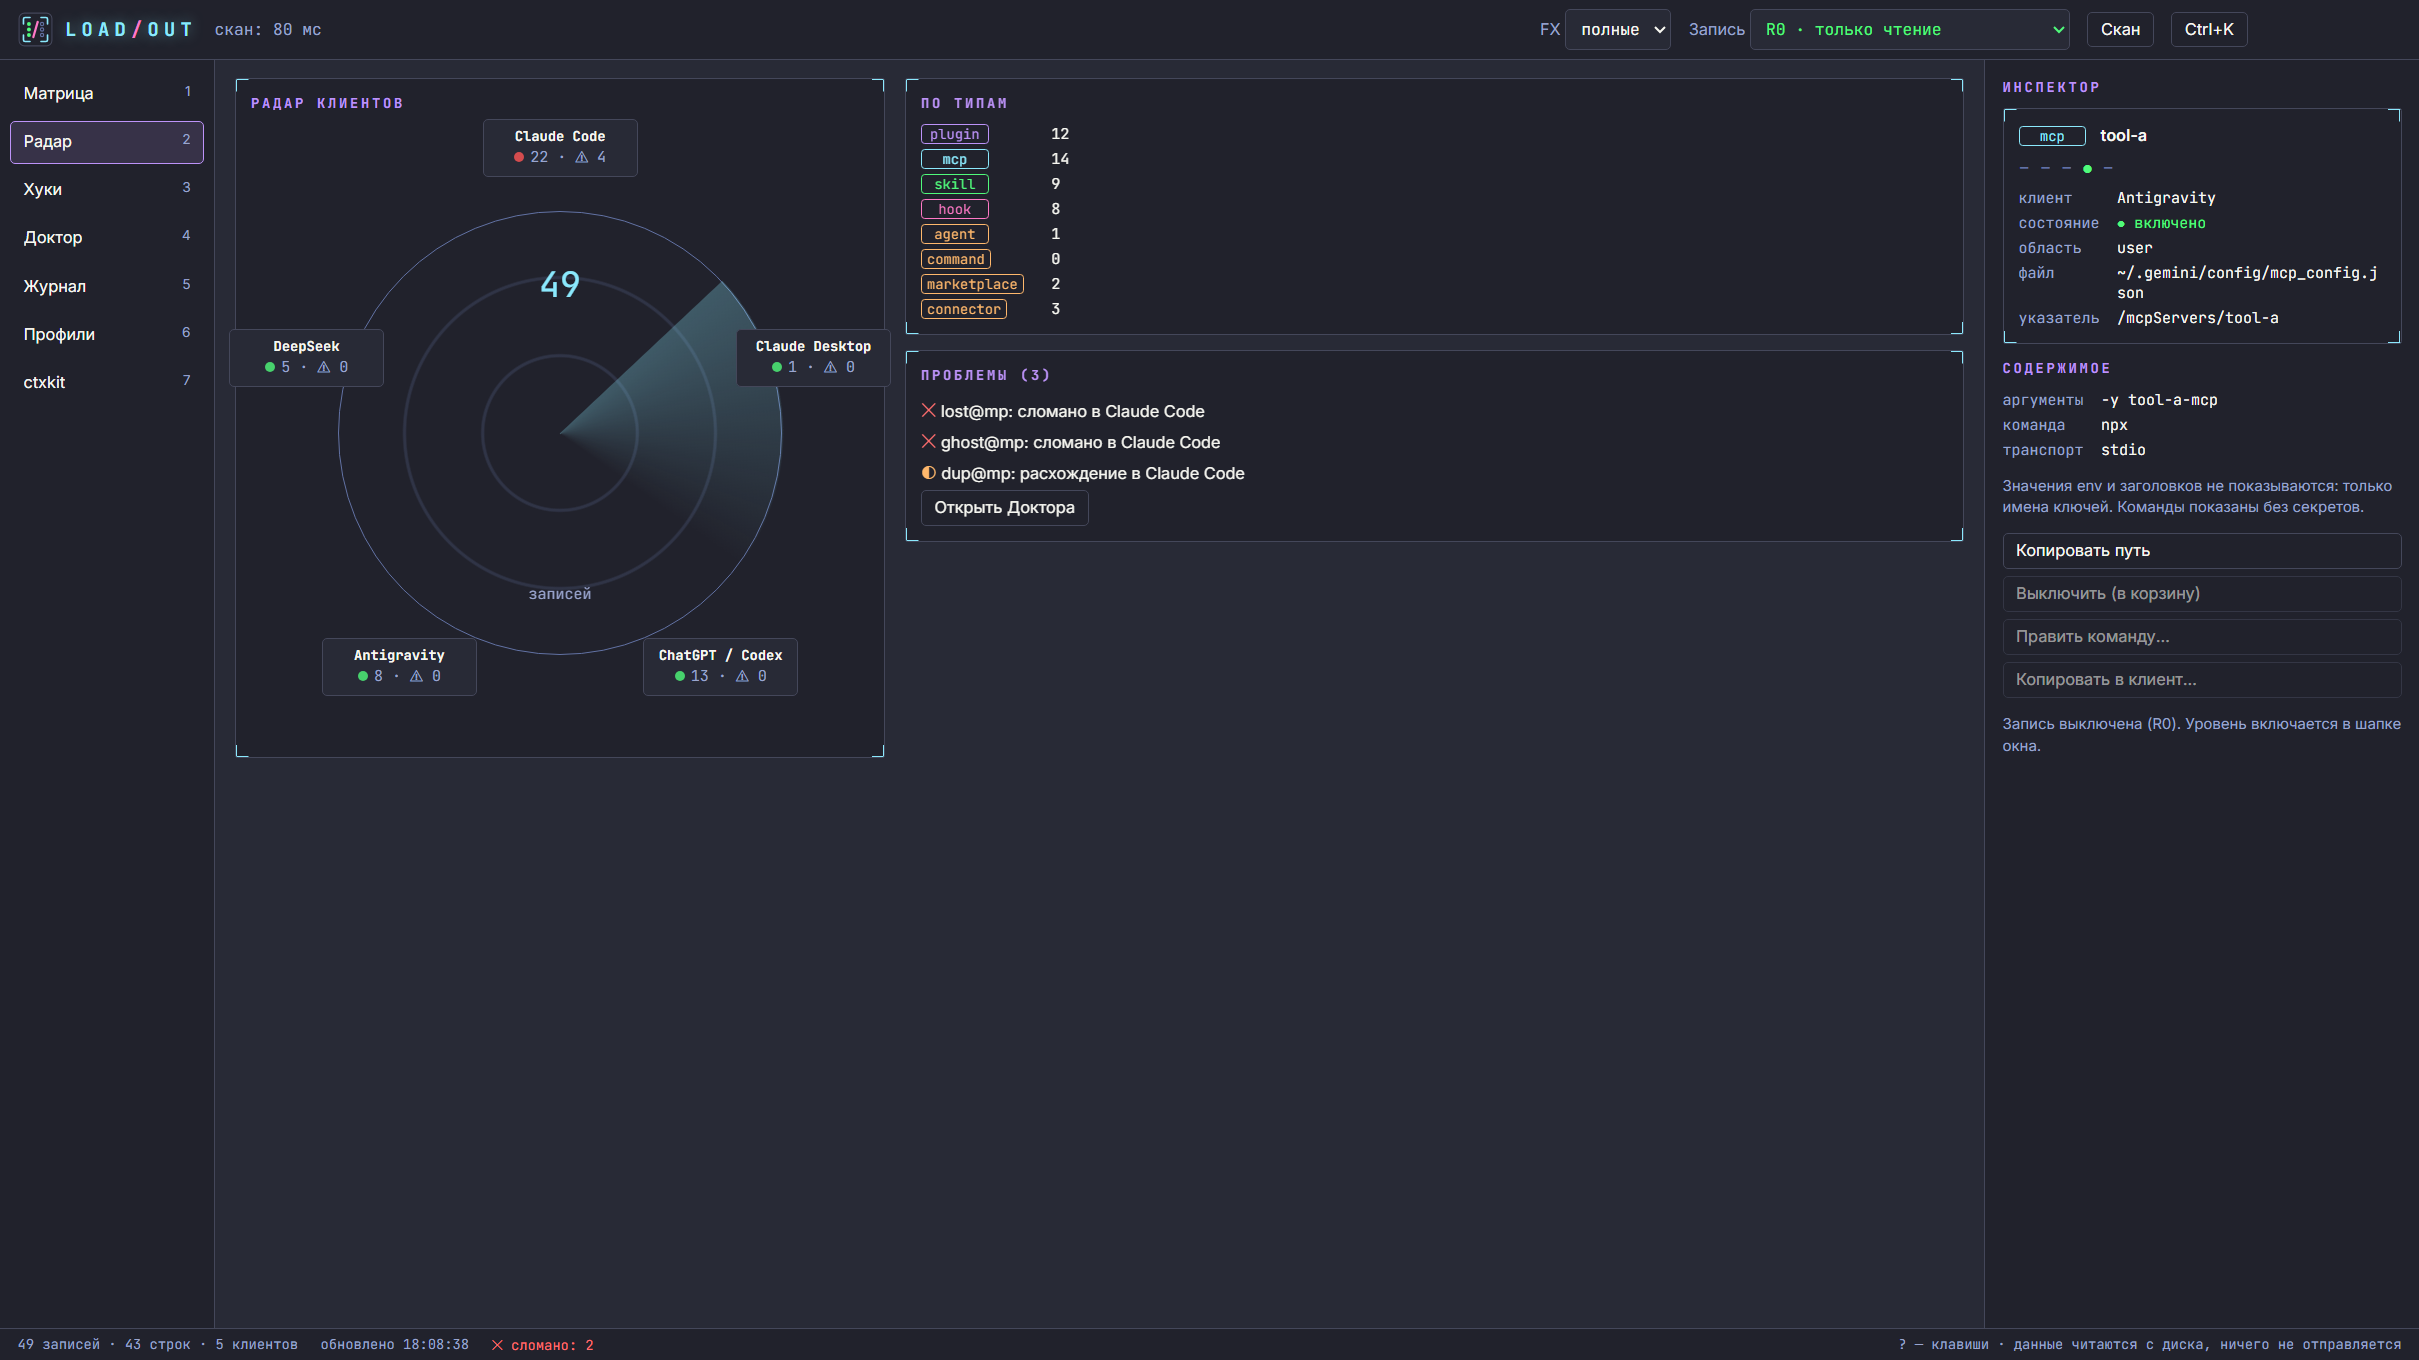 LOAD/OUT
скан: 80 мс
FX полные
Запись R0 · только чтение
Скан
Ctrl+K
Матрица 1
Радар 2
Хуки 3
Доктор 4
Журнал 5
Профили 6
ctxkit 7
РАДАР КЛИЕНТОВ
Claude Code
22 · ⚠ 4
49
DeepSeek
5 · ⚠ 0
Claude Desktop
1 · ⚠ 0
записей
Antigravity
8 · ⚠ 0
ChatGPT / Codex
13 · ⚠ 0
ПО ТИПАМ
plugin 12
mcp 14
skill 9
hook 8
agent 1
command 0
marketplace 2
connector 3
ПРОБЛЕМЫ (3)
lost@mp: сломано в Claude Code
ghost@mp: сломано в Claude Code
dup@mp: расхождение в Claude Code
Открыть Доктора
ИНСПЕКТОР
mcp tool-a
— — — ● —
клиент Antigravity
состояние ● включено
область user
файл ~/.gemini/config/mcp_config.j
son
указатель /mcpServers/tool-a
СОДЕРЖИМОЕ
аргументы -y tool-a-mcp
команда npx
транспорт stdio
Значения env и заголовков не показываются: только
имена ключей. Команды показаны без секретов.
Копировать путь
Выключить (в корзину)
Править команду...
Копировать в клиент...
Запись выключена (R0). Уровень включается в шапке
окна.
49 записей · 43 строк · 5 клиентов обновлено 18:08:38 сломано: 2
? — клавиши · данные читаются с диска, ничего не отправляется